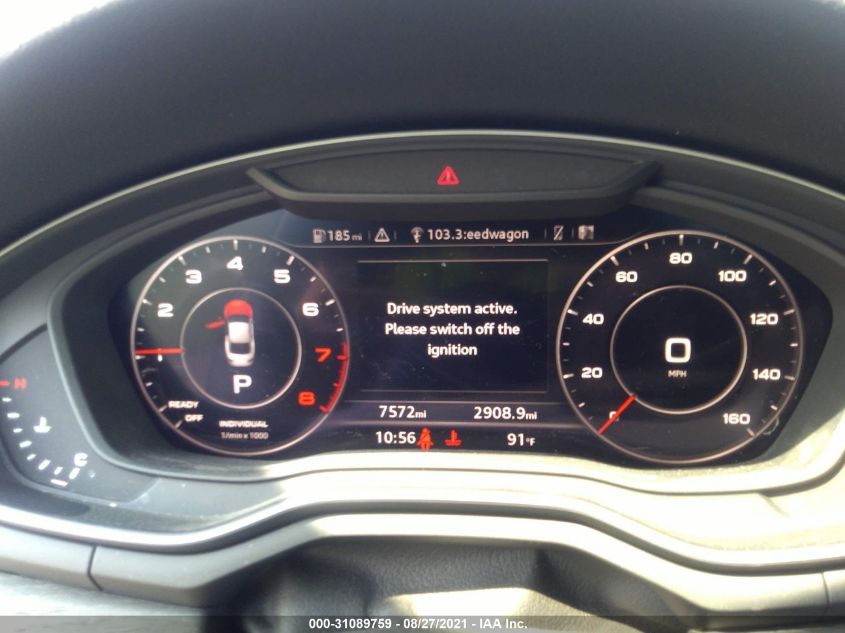 185 mi 103.3:eedwagon
4
3 5
2 6
1 7
8
P
READY
OFF
INDIVIDUAL
1/min x 1000
H
C
Drive system active.
Please switch off the
ignition
7572mi 2908.9mi
10:56 91°F
80
60 100
40 120
20 140
0 160
0
MPH
000-31089759 | 08/27/2021 - IAA Inc.